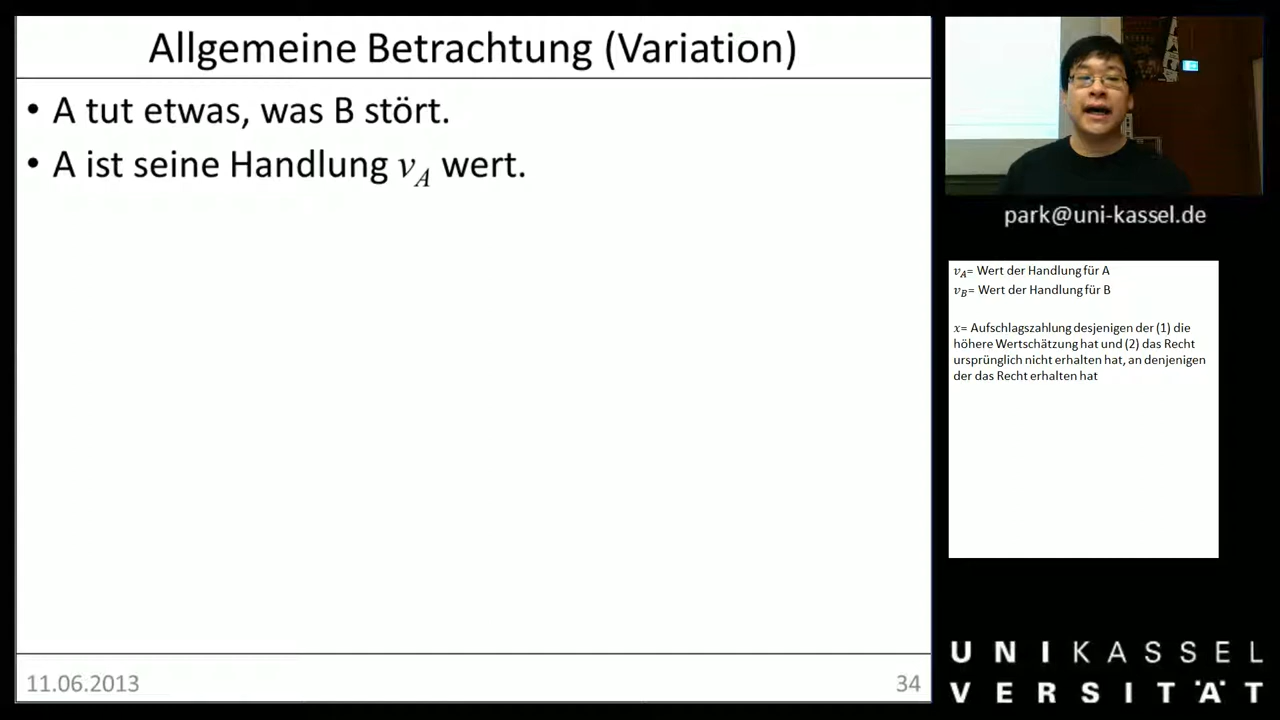 Allgemeine Betrachtung (Variation)
• A tut etwas, was B stört.
• A ist seine Handlung v_A wert.
11.06.2013
34
park@uni-kassel.de
v_A= Wert der Handlung für A
v_B= Wert der Handlung für B
x= Aufschlagszahlung desjenigen der (1) die
höhere Wertschätzung hat und (2) das Recht
ursprünglich nicht erhalten hat, an denjenigen
der das Recht erhalten hat
UNIKASSEL
VERSITÄT